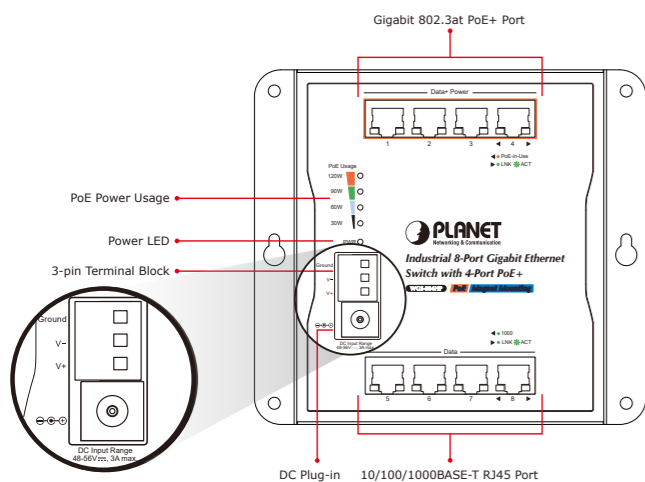 Gigabit 802.3at PoE+ Port
Data+ Power
1 2 3 4
PoE-in-Use
LNK ACT
PoE Usage
120W
90W
60W
30W
PoE Power Usage
Power LED
3-pin Terminal Block
PLANET
Networking & Communication
Industrial 8-Port Gigabit Ethernet
Switch with 4-Port PoE+
PoE Magnet Mounting
Ground
V−
V+
DC Input Range
48-56V⎓, 3A max
Ground
V−
V+
DC Input Range
48-56V⎓, 3A max
1000
LNK ACT
Data
5 6 7 8
DC Plug-in
10/100/1000BASE-T RJ45 Port